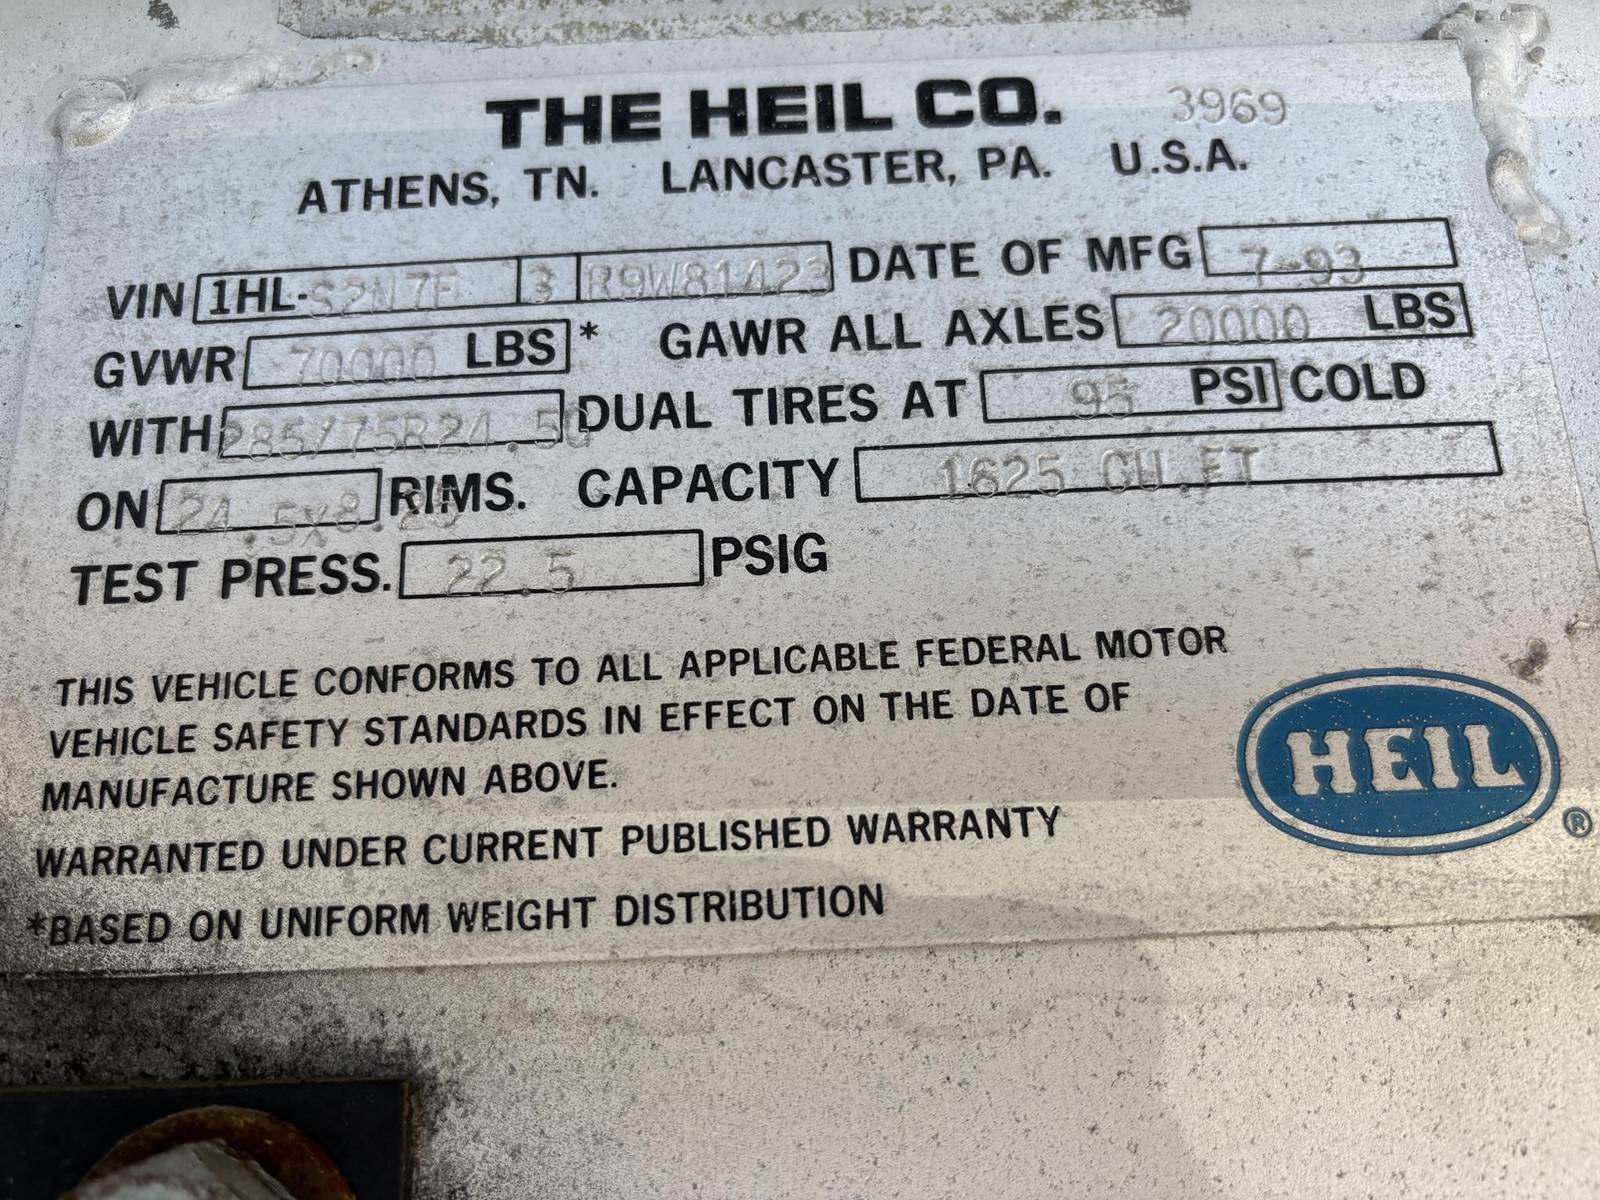 THE HEIL CO. 3969
ATHENS, TN. LANCASTER, PA. U.S.A.
VIN 1HL-S2N7F 3 R9W81423 DATE OF MFG 7-93
GVWR 70000 LBS * GAWR ALL AXLES 20000 LBS
WITH 285/75R24.50 DUAL TIRES AT 95 PSI COLD
ON 24.5X8.25 RIMS. CAPACITY 1625 CU.FT
TEST PRESS. 22.5 PSIG
THIS VEHICLE CONFORMS TO ALL APPLICABLE FEDERAL MOTOR
VEHICLE SAFETY STANDARDS IN EFFECT ON THE DATE OF
MANUFACTURE SHOWN ABOVE.
HEIL ®
WARRANTED UNDER CURRENT PUBLISHED WARRANTY
*BASED ON UNIFORM WEIGHT DISTRIBUTION